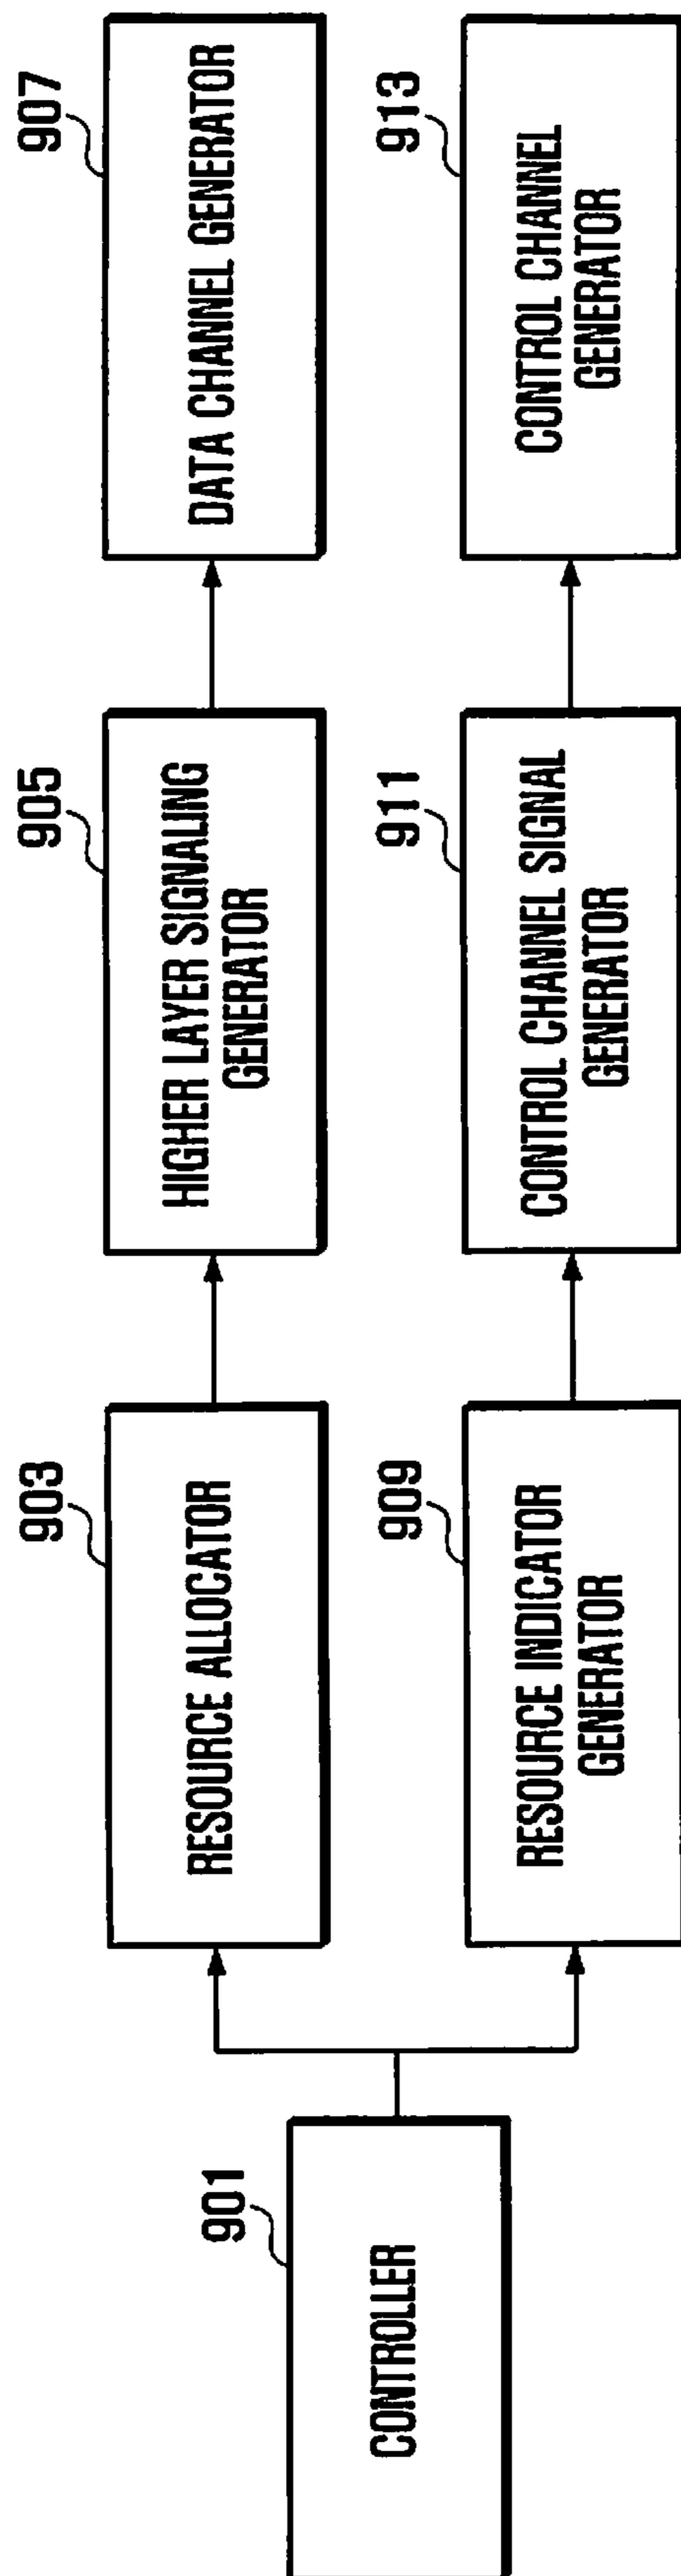 901
CONTROLLER
903
RESOURCE ALLOCATOR
905
HIGHER LAYER SIGNALING
GENERATOR
907
DATA CHANNEL GENERATOR
909
RESOURCE INDICATOR
GENERATOR
911
CONTROL CHANNEL SIGNAL
GENERATOR
913
CONTROL CHANNEL
GENERATOR